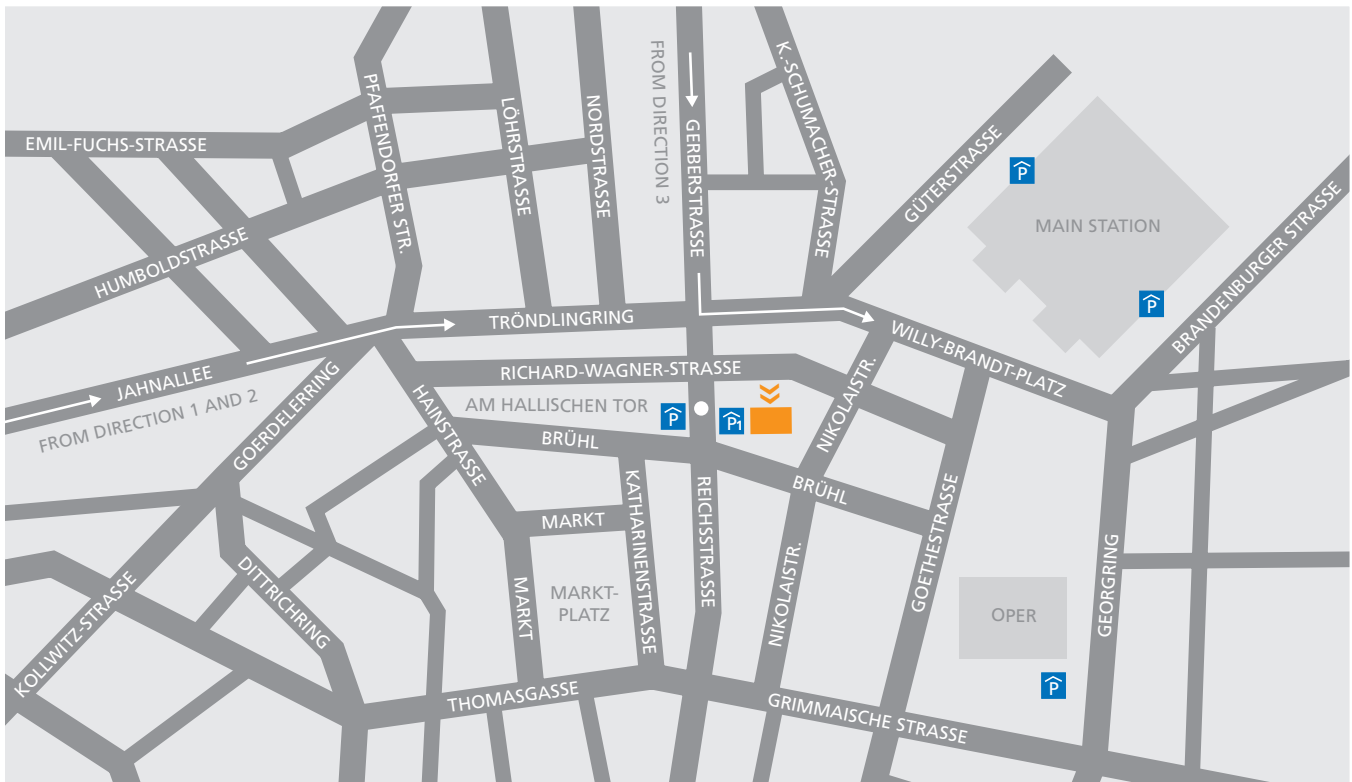 FROM DIRECTION 3
K.-SCHUMACHER-STRASSE
PFAFFENDORFER STR.
LÖHRSTRASSE
NORDSTRASSE
GERBERSTRASSE
EMIL-FUCHS-STRASSE
GÜTERSTRASSE
P
MAIN STATION
BRANDENBURGER STRASSE
HUMBOLDSTRASSE
P
TRÖNDLINGRING
WILLY-BRANDT-PLATZ
JAHNALLEE
FROM DIRECTION 1 AND 2
RICHARD-WAGNER-STRASSE
GOERDELERRING
HAINSTRASSE
AM HALLISCHEN TOR
P
P1
NIKOLAISTR.
BRÜHL
BRÜHL
KATHARINENSTRASSE
REICHSSTRASSE
MARKT
GOETHESTRASSE
GEORGRING
KOLLWITZ-STRASSE
DITTRICHRING
MARKT
MARKT-
PLATZ
NIKOLAISTR.
OPER
P
THOMASGASSE
GRIMMAISCHE STRASSE